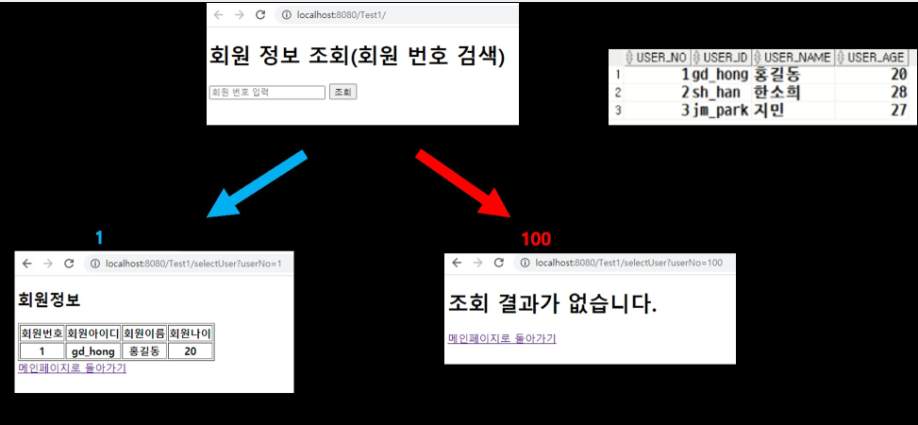 localhost:8080/Test1/
회원 정보 조회(회원 번호 검색)
회원 번호 입력 조회
USER_NO USER_ID USER_NAME USER_AGE
1 1 gd_hong 홍길동 20
2 2 sh_han 한소희 28
3 3 jm_park 지민 27
1
localhost:8080/Test1/selectUser?userNo=1
회원정보
회원번호 회원아이디 회원이름 회원나이
1 gd_hong 홍길동 20
메인페이지로 돌아가기
100
localhost:8080/Test1/selectUser?userNo=100
조회 결과가 없습니다.
메인페이지로 돌아가기